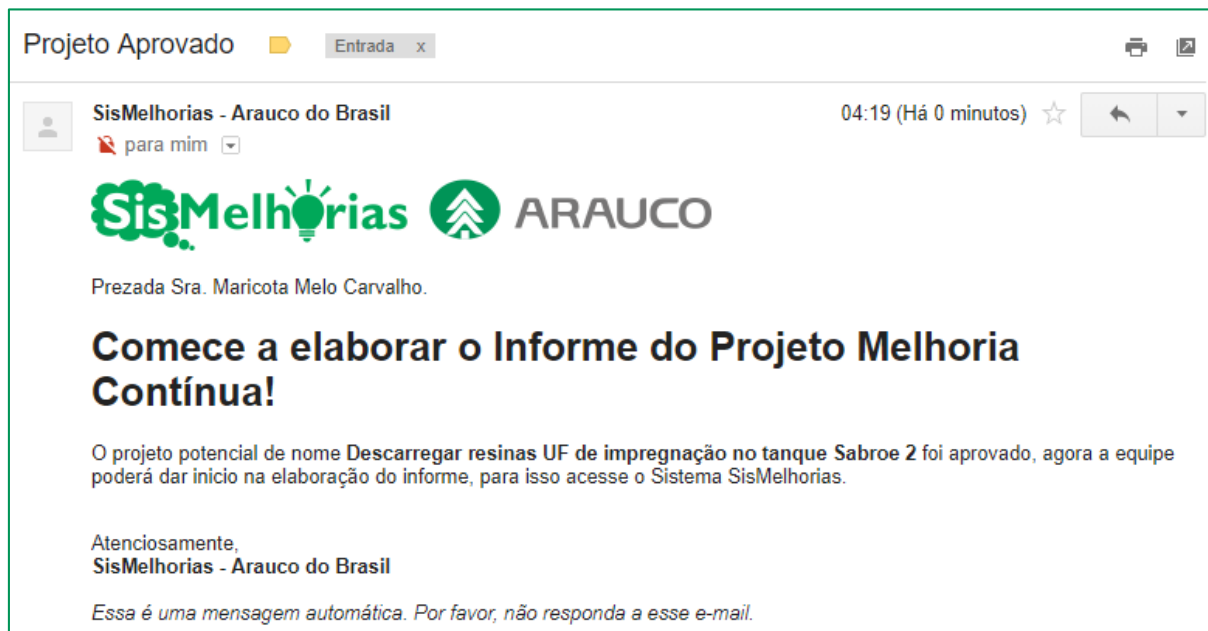 Projeto Aprovado Entrada x
SisMelhorias - Arauco do Brasil 04:19 (Há 0 minutos)
para mim
SisMelhorias ARAUCO
Prezada Sra. Maricota Melo Carvalho.
Comece a elaborar o Informe do Projeto Melhoria
Contínua!
O projeto potencial de nome Descarregar resinas UF de impregnação no tanque Sabroe 2 foi aprovado, agora a equipe
poderá dar inicio na elaboração do informe, para isso acesse o Sistema SisMelhorias.
Atenciosamente,
SisMelhorias - Arauco do Brasil
Essa é uma mensagem automática. Por favor, não responda a esse e-mail.